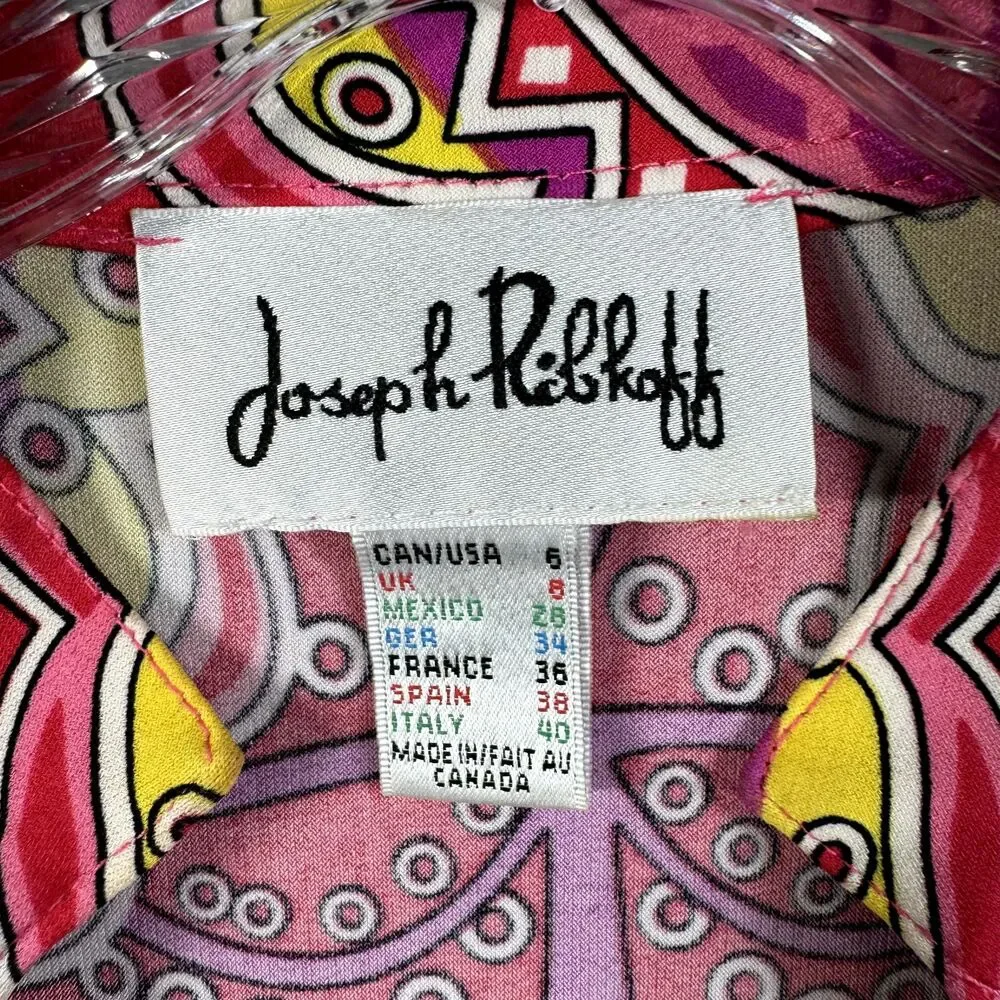 Joseph Ribkoff
CAN/USA 6
UK 8
MEXICO 26
GER 34
FRANCE 36
SPAIN 38
ITALY 40
MADE IN/FAIT AU
CANADA